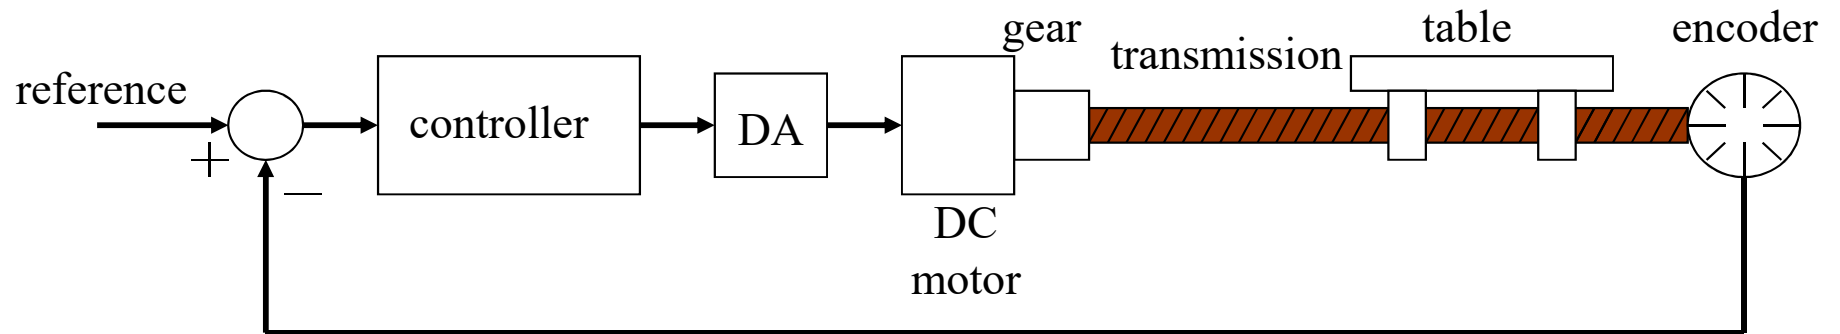 gear
transmission
table
encoder
reference
controller
DA
DC
motor
+
−